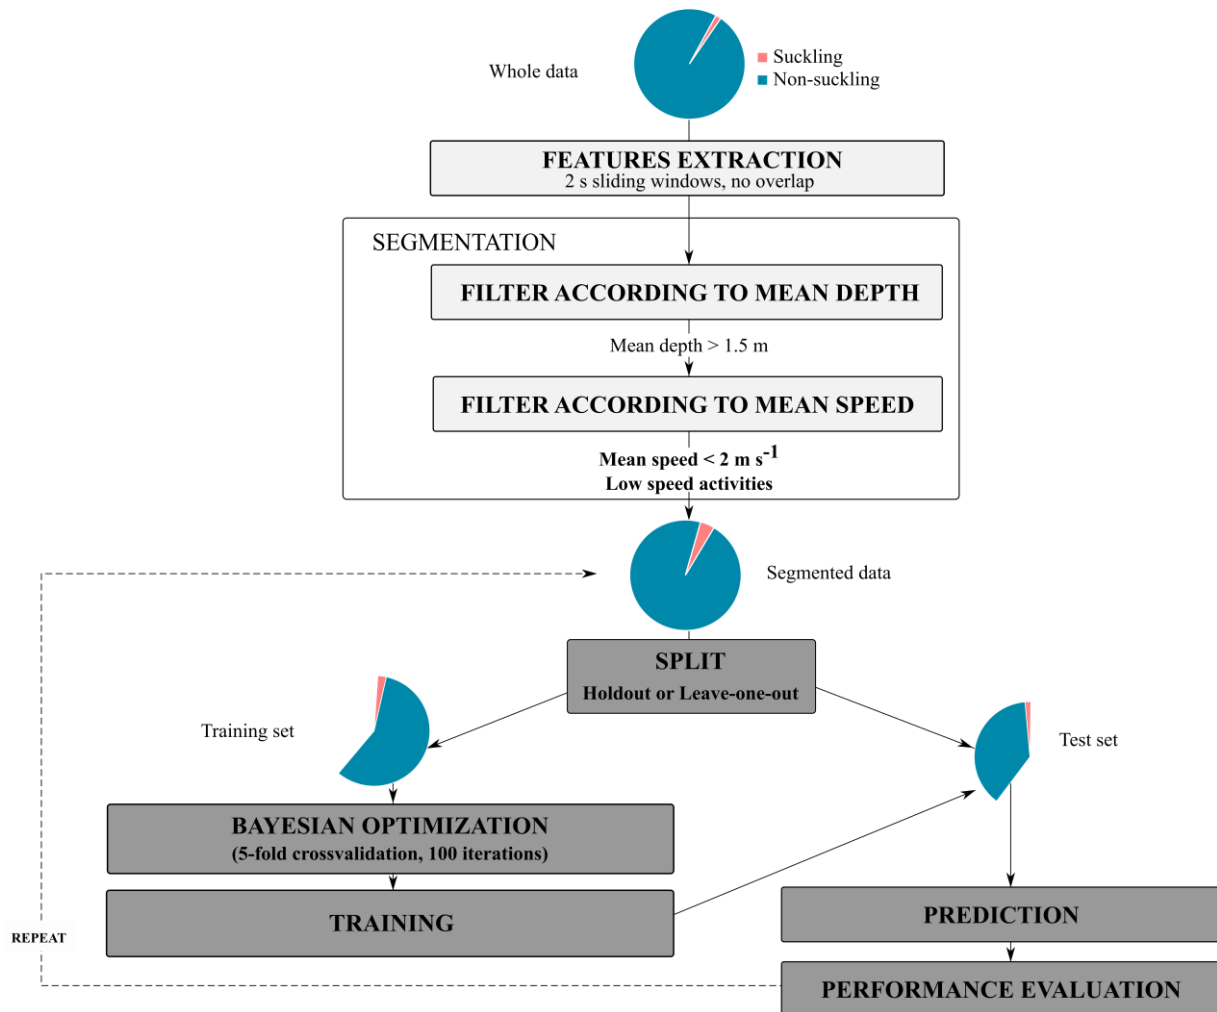 Whole data
Suckling
Non-suckling
FEATURES EXTRACTION
2 s sliding windows, no overlap
SEGMENTATION
FILTER ACCORDING TO MEAN DEPTH
Mean depth > 1.5 m
FILTER ACCORDING TO MEAN SPEED
Mean speed < 2 m s⁻¹
Low speed activities
Segmented data
SPLIT
Holdout or Leave-one-out
Training set
Test set
BAYESIAN OPTIMIZATION
(5-fold crossvalidation, 100 iterations)
TRAINING
PREDICTION
REPEAT
PERFORMANCE EVALUATION